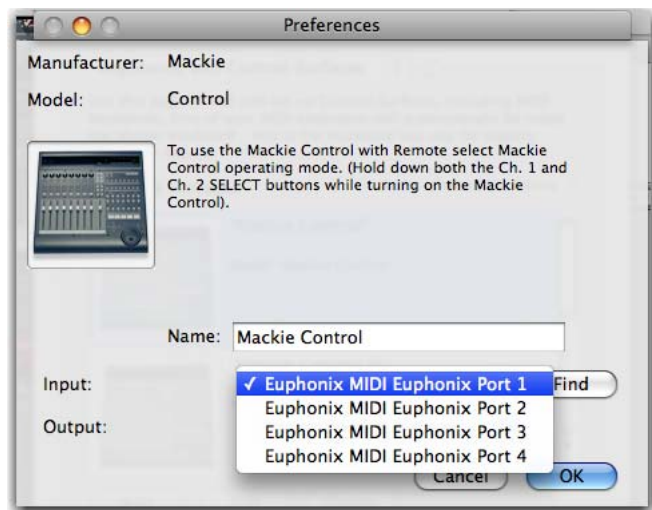 Preferences
Manufacturer: Mackie
Model: Control
To use the Mackie Control with Remote select Mackie
Control operating mode. (Hold down both the Ch. 1 and
Ch. 2 SELECT buttons while turning on the Mackie
Control).
Name: Mackie Control
Input: ✓ Euphonix MIDI Euphonix Port 1 Find
Euphonix MIDI Euphonix Port 2
Output: Euphonix MIDI Euphonix Port 3
Euphonix MIDI Euphonix Port 4
Cancel OK